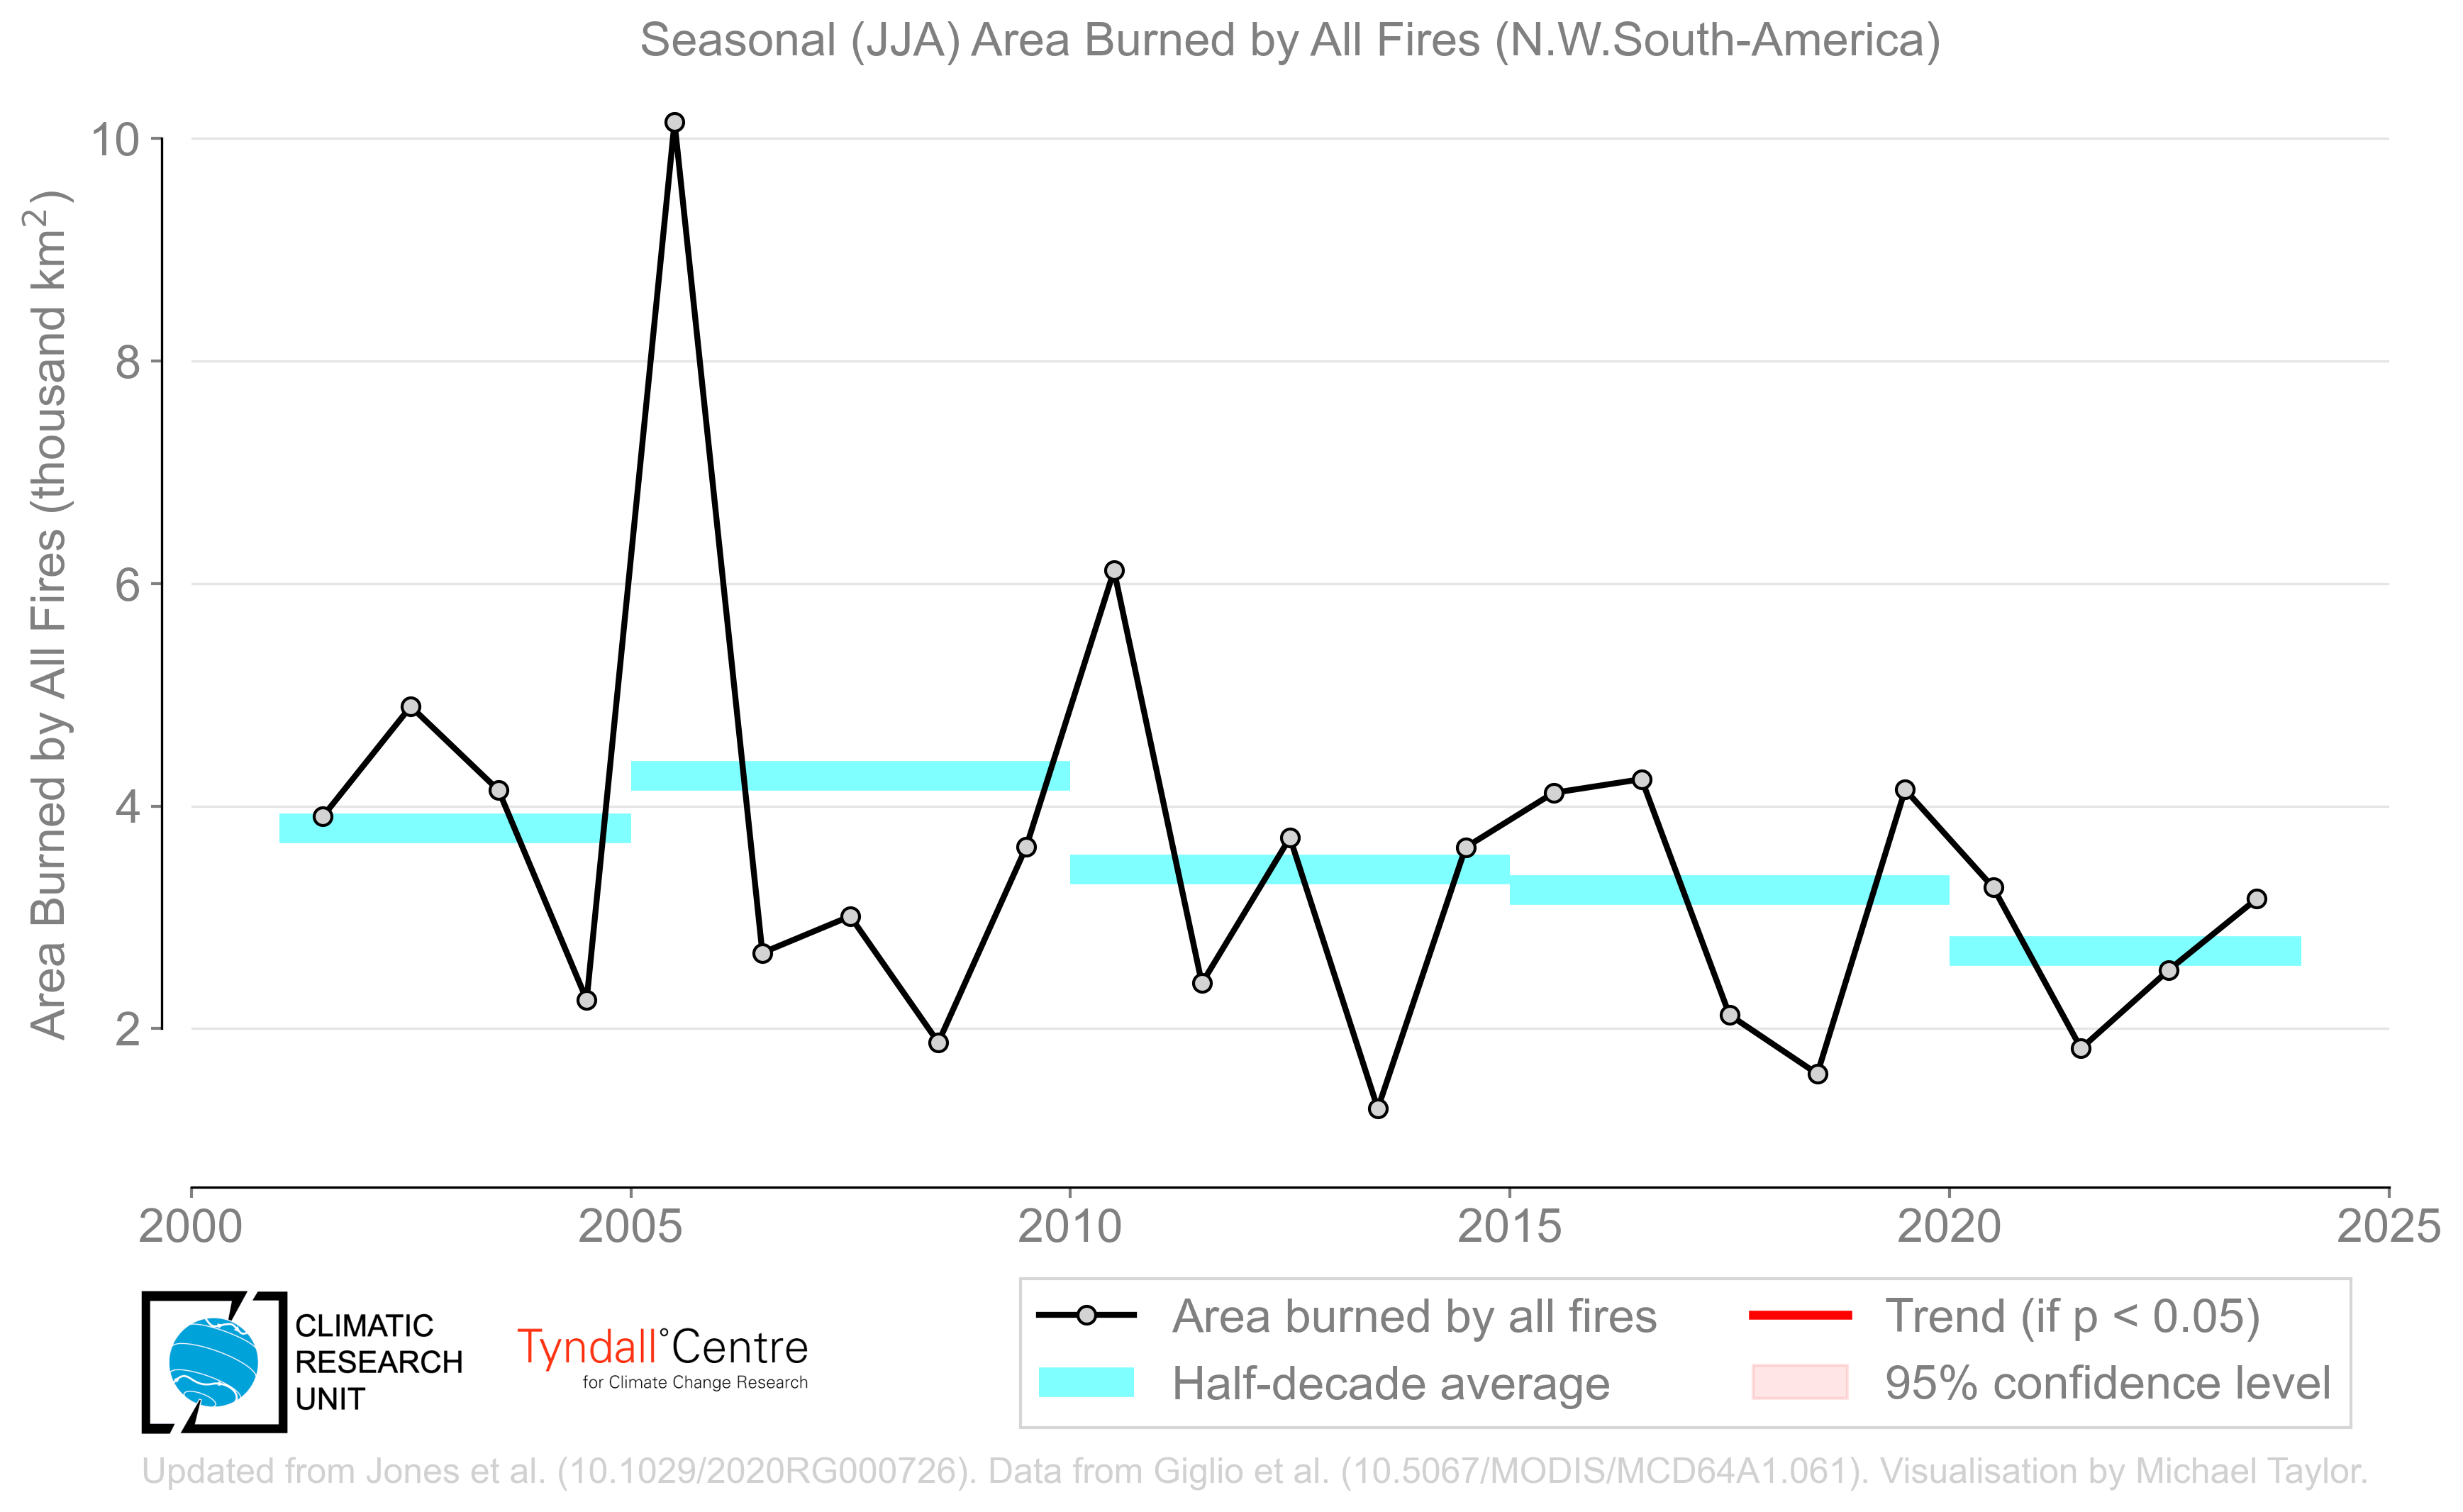 Seasonal (JJA) Area Burned by All Fires (N.W.South-America)
Area Burned by All Fires (thousand km²)
10
8
6
4
2
2000 2005 2010 2015 2020 2025
CLIMATIC
RESEARCH
UNIT
Tyndall°Centre
for Climate Change Research
Area burned by all fires
Half-decade average
Trend (if p < 0.05)
95% confidence level
Updated from Jones et al. (10.1029/2020RG000726). Data from Giglio et al. (10.5067/MODIS/MCD64A1.061). Visualisation by Michael Taylor.